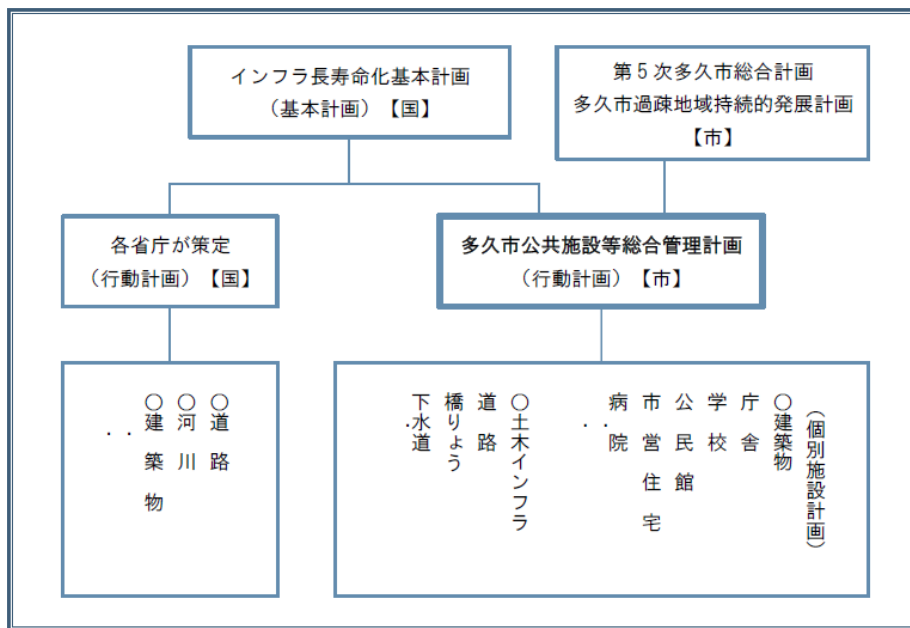 インフラ長寿命化基本計画
（基本計画）【国】
第５次多久市総合計画
多久市過疎地域持続的発展計画
【市】
各省庁が策定
（行動計画）【国】
多久市公共施設等総合管理計画
（行動計画）【市】
〇道路
〇河川
〇建築物
・・
（個別施設計画）
〇建築物
庁舎
学校
公民館
市営住宅
病院
・・
〇土木インフラ
道路
橋りょう
下水道
・・